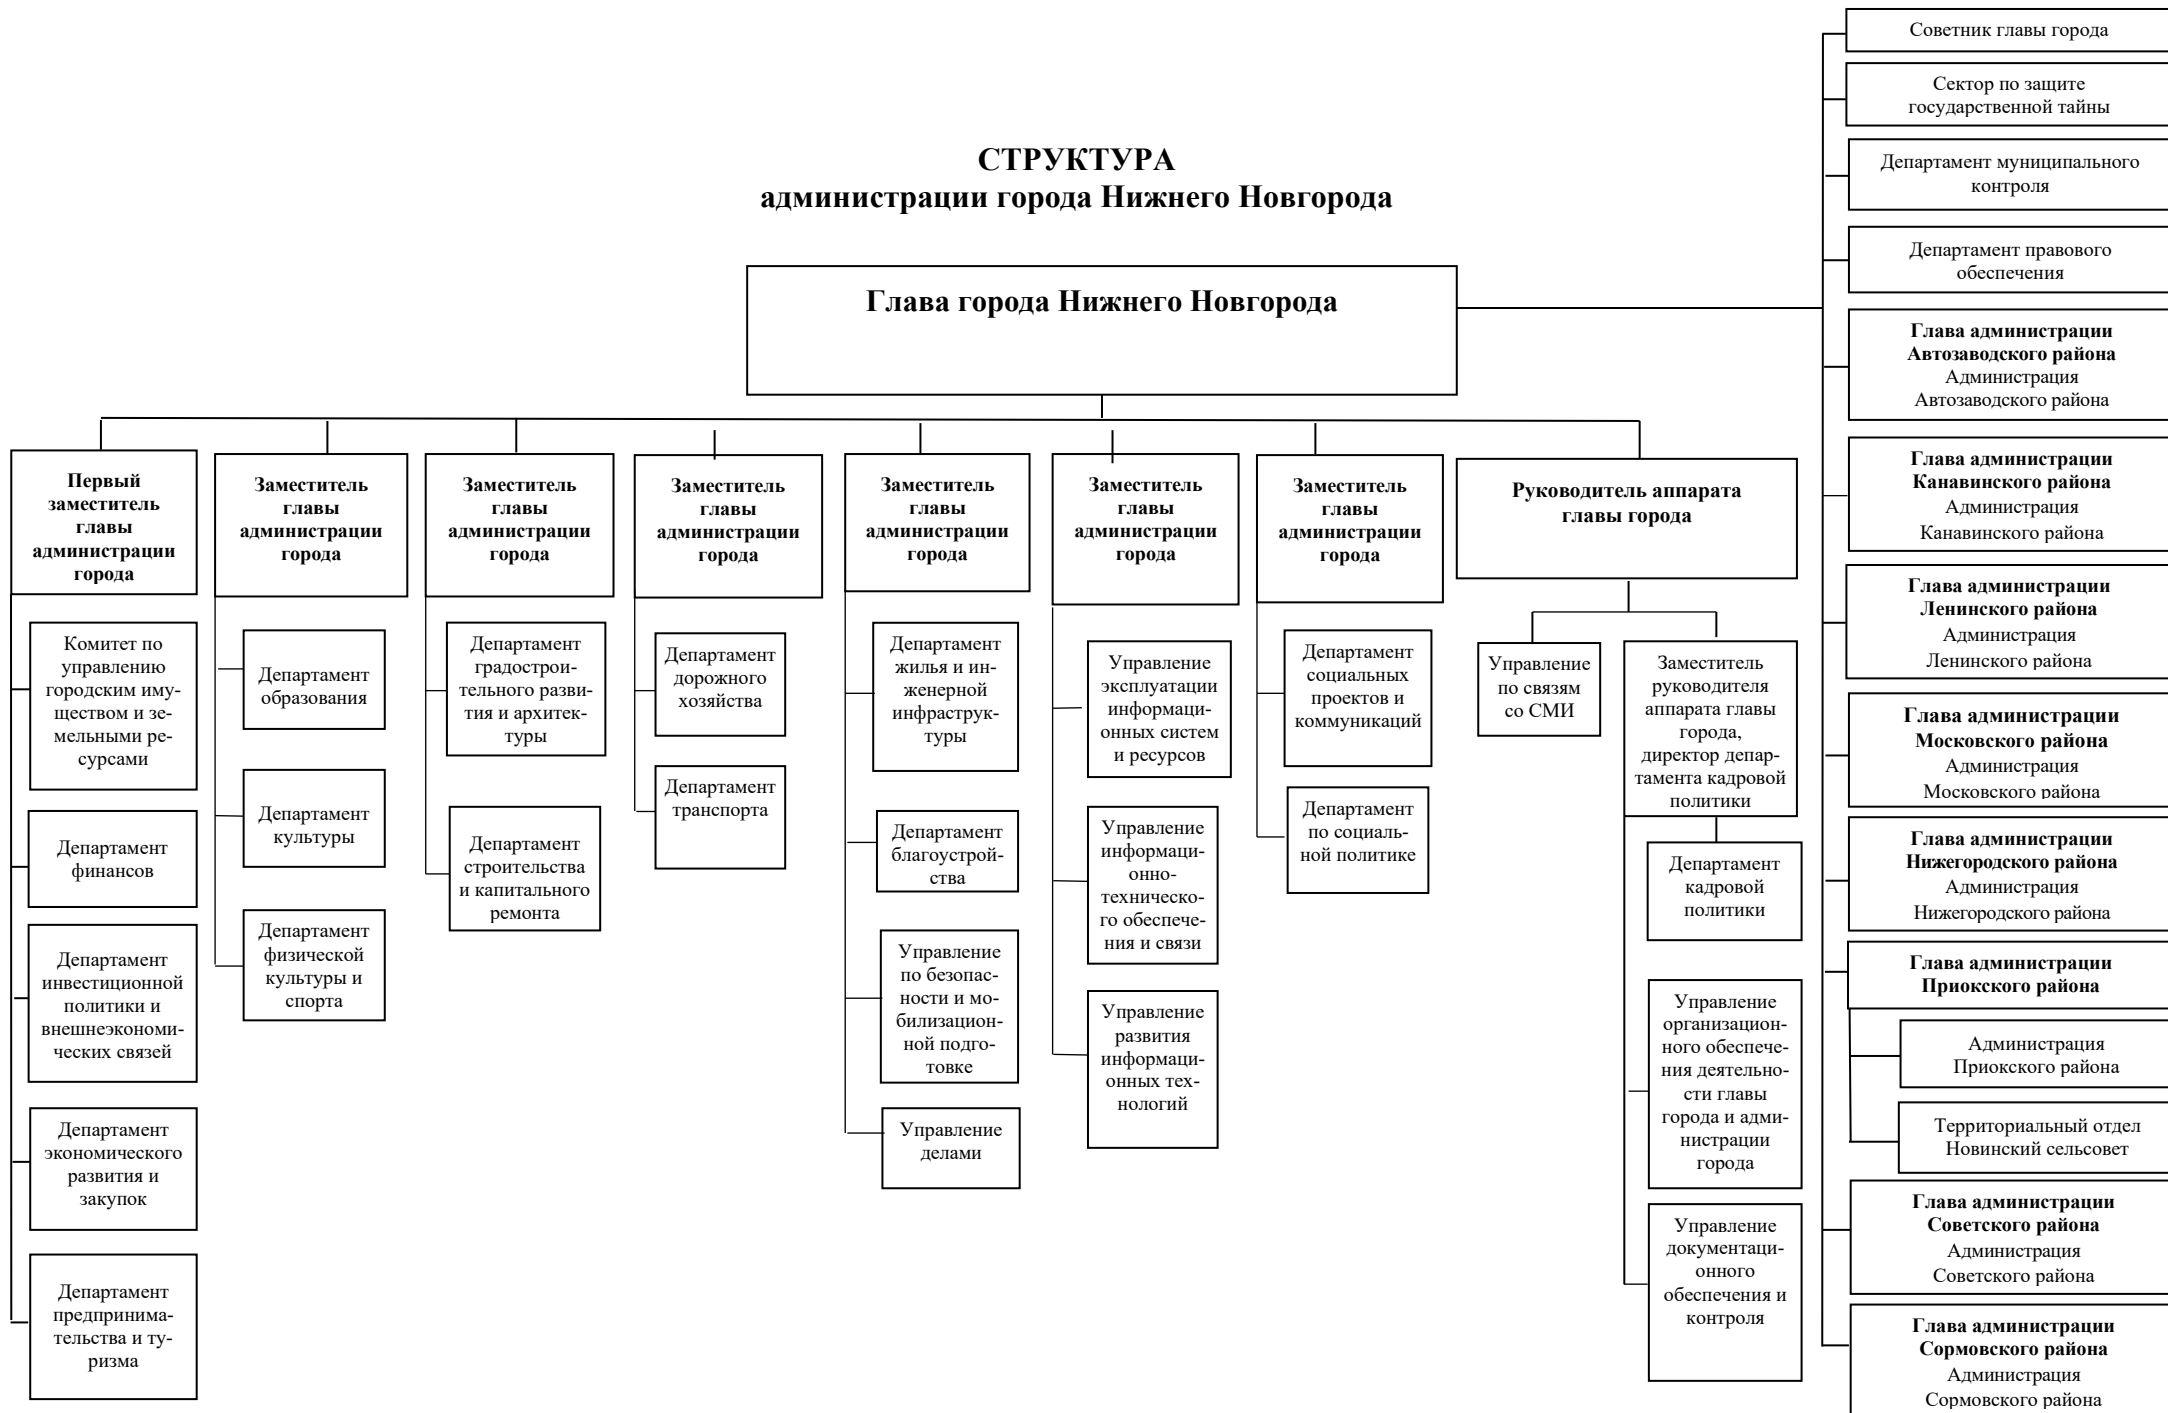 СТРУКТУРА
администрации города Нижнего Новгорода
Глава города Нижнего Новгорода
Первый
заместитель
главы
администрации
города
Комитет по
управлению
городским иму-
ществом и зе-
мельными ре-
сурсами
Департамент
финансов
Департамент
инвестиционной
политики и
внешнеэкономи-
ческих связей
Департамент
экономического
развития и
закупок
Департамент
предпринима-
тельства и ту-
ризма
Заместитель
главы
администрации
города
Департамент
образования
Департамент
культуры
Департамент
физической
культуры и
спорта
Заместитель
главы
администрации
города
Департамент
градострои-
тельного разви-
тия и архитек-
туры
Департамент
строительства
и капитального
ремонта
Заместитель
главы
администрации
города
Департамент
дорожного
хозяйства
Департамент
транспорта
Заместитель
главы
администрации
города
Департамент
жилья и ин-
женерной
инфраструк-
туры
Департамент
благоустрой-
ства
Управление
по безопас-
ности и мо-
билизацион-
ной подго-
товке
Управление
делами
Заместитель
главы
администрации
города
Управление
эксплуатации
информаци-
онных систем
и ресурсов
Управление
информаци-
онно-
техническо-
го обеспече-
ния и связи
Управление
развития
информаци-
онных тех-
нологий
Заместитель
главы
администрации
города
Департамент
социальных
проектов и
коммуникаций
Департамент
по социаль-
ной политике
Руководитель аппарата
главы города
Управление
по связям
со СМИ
Заместитель
руководителя
аппарата главы
города,
директор депар-
тамента кадровой
политики
Департамент
кадровой
политики
Управление
организацион-
ного обеспече-
ния деятельно-
сти главы
города и адми-
нистрации
города
Управление
документаци-
онного
обеспечения и
контроля
Советник главы города
Сектор по защите
государственной тайны
Департамент муниципального
контроля
Департамент правового
обеспечения
Глава администрации
Автозаводского района
Администрация
Автозаводского района
Глава администрации
Канавинского района
Администрация
Канавинского района
Глава администрации
Ленинского района
Администрация
Ленинского района
Глава администрации
Московского района
Администрация
Московского района
Глава администрации
Нижегородского района
Администрация
Нижегородского района
Глава администрации
Приокского района
Администрация
Приокского района
Территориальный отдел
Новинский сельсовет
Глава администрации
Советского района
Администрация
Советского района
Глава администрации
Сормовского района
Администрация
Сормовского района